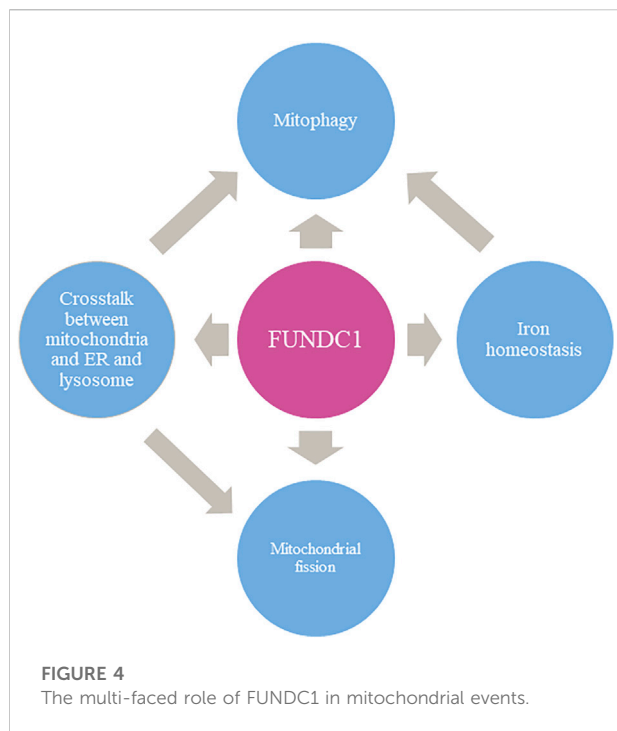 Mitophagy
Crosstalk
between
mitochondria
and ER and
lysosome
FUNDC1
Iron
homeostasis
Mitochondrial
fission
FIGURE 4
The multi-faced role of FUNDC1 in mitochondrial events.